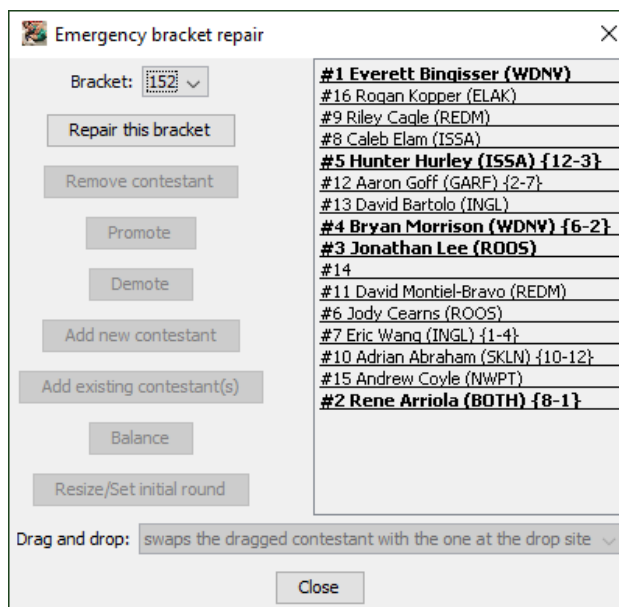 Emergency bracket repair
Bracket: 152
Repair this bracket
Remove contestant
Promote
Demote
Add new contestant
Add existing contestant(s)
Balance
Resize/Set initial round
#1 Everett Bingisser (WDNV)
#16 Rogan Kopper (ELAK)
#9 Riley Cagle (REDM)
#8 Caleb Elam (ISSA)
#5 Hunter Hurley (ISSA) {12-3}
#12 Aaron Goff (GARF) {2-7}
#13 David Bartolo (INGL)
#4 Bryan Morrison (WDNV) {6-2}
#3 Jonathan Lee (ROOS)
#14
#11 David Montiel-Bravo (REDM)
#6 Jody Cearns (ROOS)
#7 Eric Wang (INGL) {1-4}
#10 Adrian Abraham (SKLN) {10-12}
#15 Andrew Coyle (NWPT)
#2 Rene Arriola (BOTH) {8-1}
Drag and drop: swaps the dragged contestant with the one at the drop site
Close